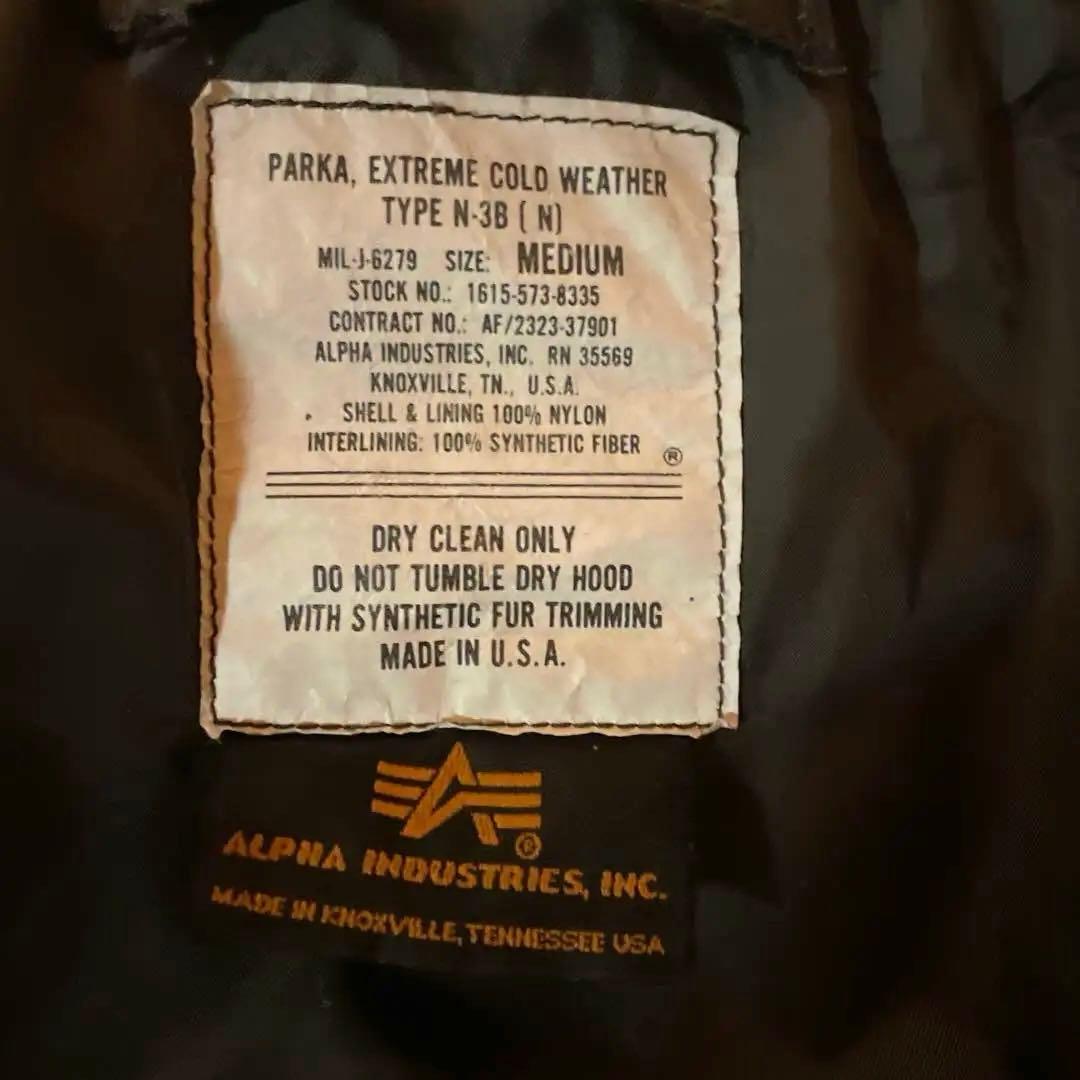 PARKA, EXTREME COLD WEATHER
TYPE N-3B ( N)
MIL-J-6279 SIZE: MEDIUM
STOCK NO.: 1615-573-8335
CONTRACT NO.: AF/2323-37901
ALPHA INDUSTRIES, INC. RN 35569
KNOXVILLE, TN., U.S.A.
SHELL & LINING 100% NYLON
INTERLINING: 100% SYNTHETIC FIBER ®
DRY CLEAN ONLY
DO NOT TUMBLE DRY HOOD
WITH SYNTHETIC FUR TRIMMING
MADE IN U.S.A.
®
ALPHA INDUSTRIES, INC.
MADE IN KNOXVILLE, TENNESSEE USA